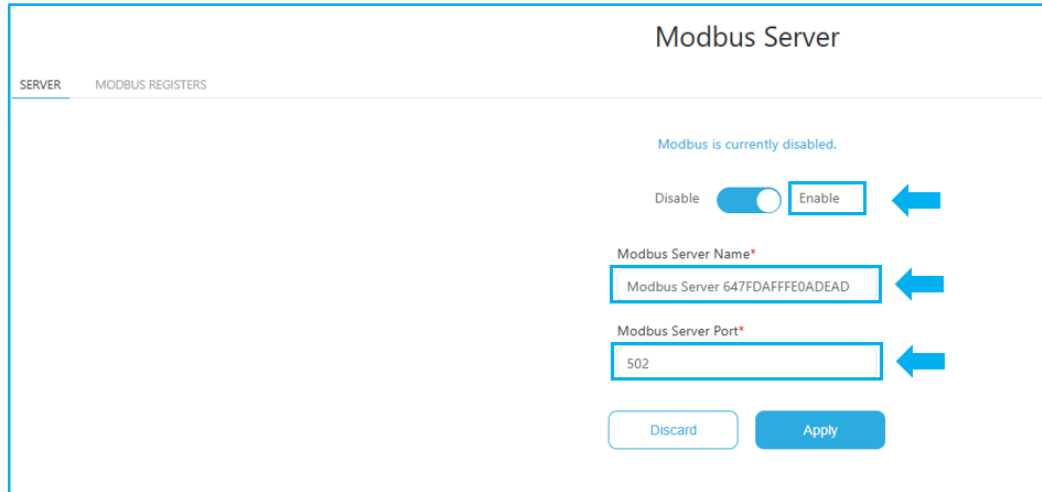 Modbus Server
SERVER MODBUS REGISTERS
Modbus is currently disabled.
Disable Enable
Modbus Server Name*
Modbus Server 647FDAFFFE0ADEAD
Modbus Server Port*
502
Discard Apply